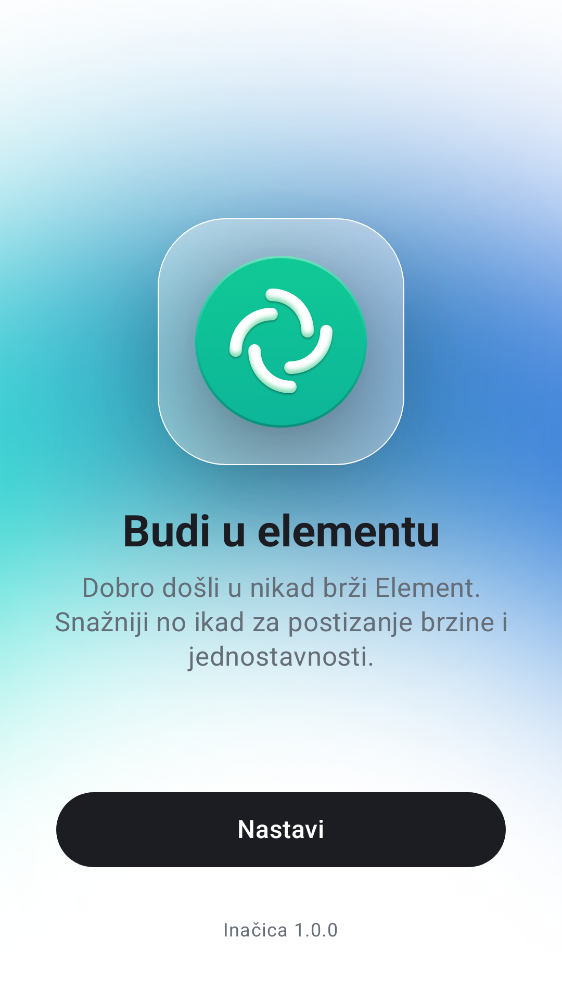 Budi u elementu
Dobro došli u nikad brži Element.
Snažniji no ikad za postizanje brzine i
jednostavnosti.
Nastavi
Inačica 1.0.0